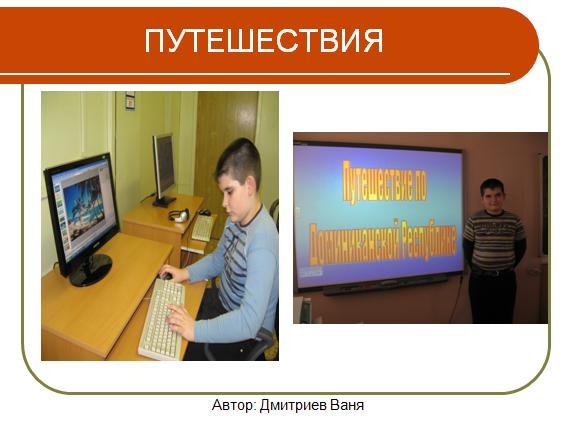 ПУТЕШЕСТВИЯ
Путешествие по
Доминиканской Республике
Автор: Дмитриев Ваня